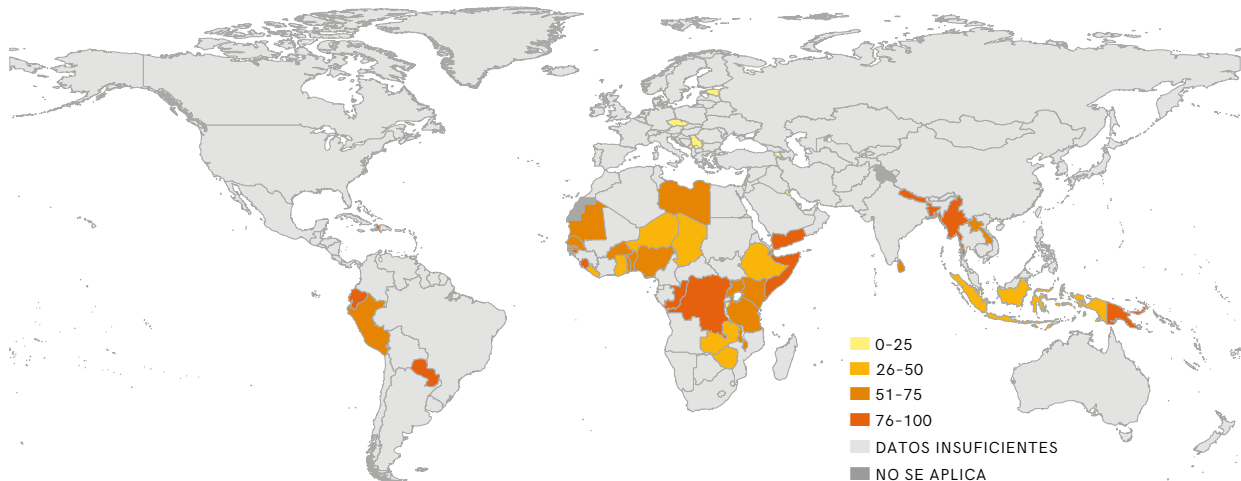 0-25
26-50
51-75
76-100
DATOS INSUFICIENTES
NO SE APLICA